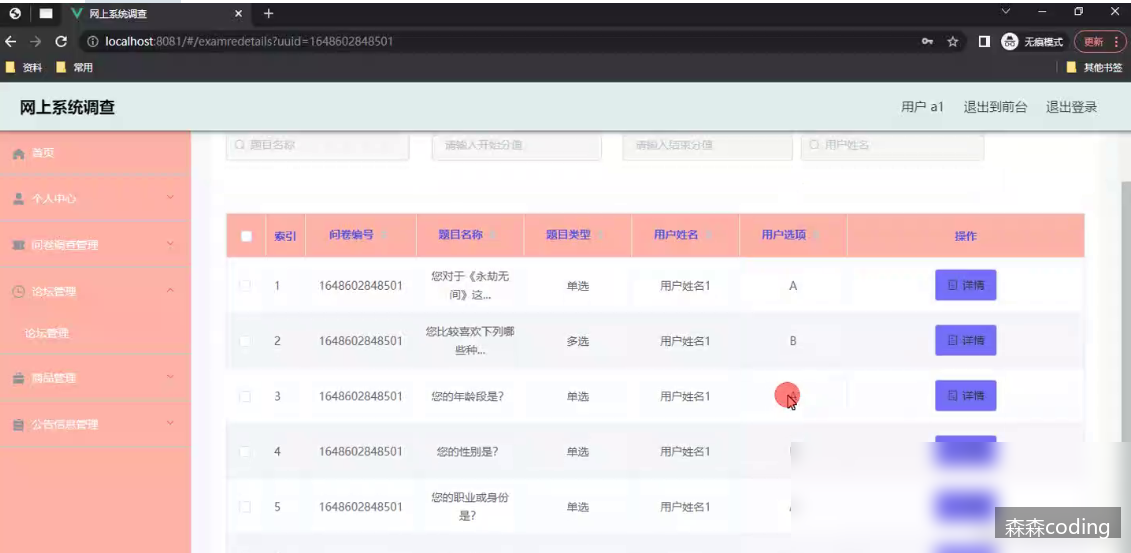 网上系统调查
localhost:8081/#/examredetails?uuid=1648602848501
无痕模式
更新
资料
常用
其他书签
网上系统调查
用户 a1
退出到前台
退出登录
首页
个人中心
问卷调查管理
论坛管理
论坛管理
商品管理
公告信息管理
题目名称
请输入开始分值
请输入结束分值
用户姓名
索引 问卷编号 题目名称 题目类型 用户姓名 用户选项 操作
1 1648602848501 您对于《永劫无
间》这... 单选 用户姓名1 A 详情
2 1648602848501 您比较喜欢下列哪
些种... 多选 用户姓名1 B 详情
3 1648602848501 您的年龄段是? 单选 用户姓名1 详情
4 1648602848501 您的性别是? 单选 用户姓名1
5 1648602848501 您的职业或身份
是? 单选 用户姓名1
森森coding